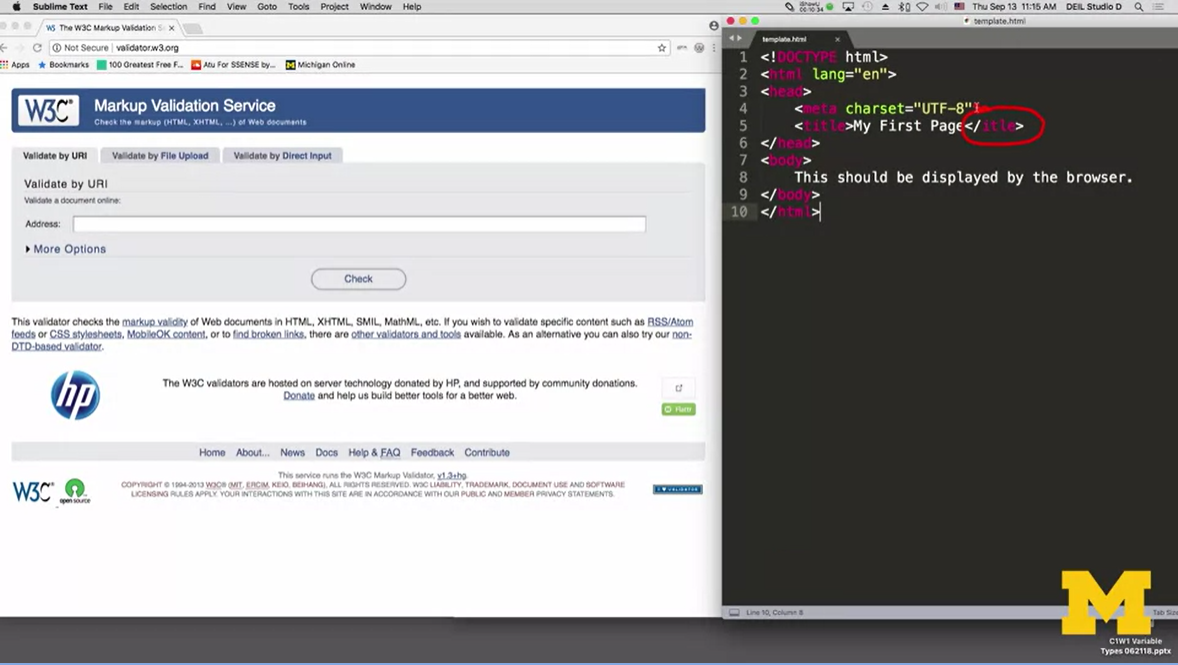 Sublime Text File Edit Selection Find View Goto Tools Project Window Help
Thu Sep 13 11:15 AM DEIL Studio D
The W3C Markup Validation S
Not Secure | validator.w3.org
Apps Bookmarks 100 Greatest Free F... Atu For SSENSE by... Michigan Online
W3C Markup Validation Service
Check the markup (HTML, XHTML, ...) of Web documents
Validate by URI Validate by File Upload Validate by Direct Input
Validate by URI
Validate a document online:
Address:
More Options
Check
This validator checks the markup validity of Web documents in HTML, XHTML, SMIL, MathML, etc. If you wish to validate specific content such as RSS/Atom
feeds or CSS stylesheets, MobileOK content, or to find broken links, there are other validators and tools available. As an alternative you can also try our non-
DTD-based validator.
hp
The W3C validators are hosted on server technology donated by HP, and supported by community donations.
Donate and help us build better tools for a better web.
Home About... News Docs Help & FAQ Feedback Contribute
W3C open source
This service runs the W3C Markup Validator, v1.3+hg.
COPYRIGHT © 1994-2013 W3C® (MIT, ERCIM, KEIO, BEIHANG), ALL RIGHTS RESERVED. W3C LIABILITY, TRADEMARK, DOCUMENT USE AND SOFTWARE
LICENSING RULES APPLY. YOUR INTERACTIONS WITH THIS SITE ARE IN ACCORDANCE WITH OUR PUBLIC AND MEMBER PRIVACY STATEMENTS.
VALIDATOR
template.html
template.html
1 <!DOCTYPE html>
2 <html lang="en">
3 <head>
4 <meta charset="UTF-8">
5 <title>My First Page</itle>
6 </head>
7 <body>
8 This should be displayed by the browser.
9 </body>
10 </html>
Line 10, Column 8
Tab Size
M
C1W1 Variable
Types 062118.pptx